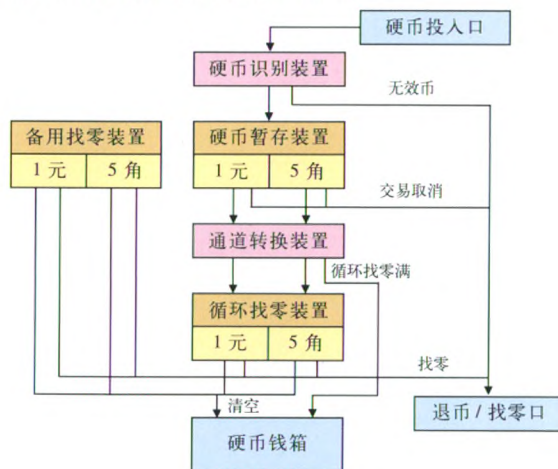 硬币投入口
硬币识别装置
无效币
备用找零装置
1 元 5 角
硬币暂存装置
1 元 5 角
交易取消
通道转换装置
循环找零满
循环找零装置
1 元 5 角
找零
清空
退币 / 找零口
硬币钱箱